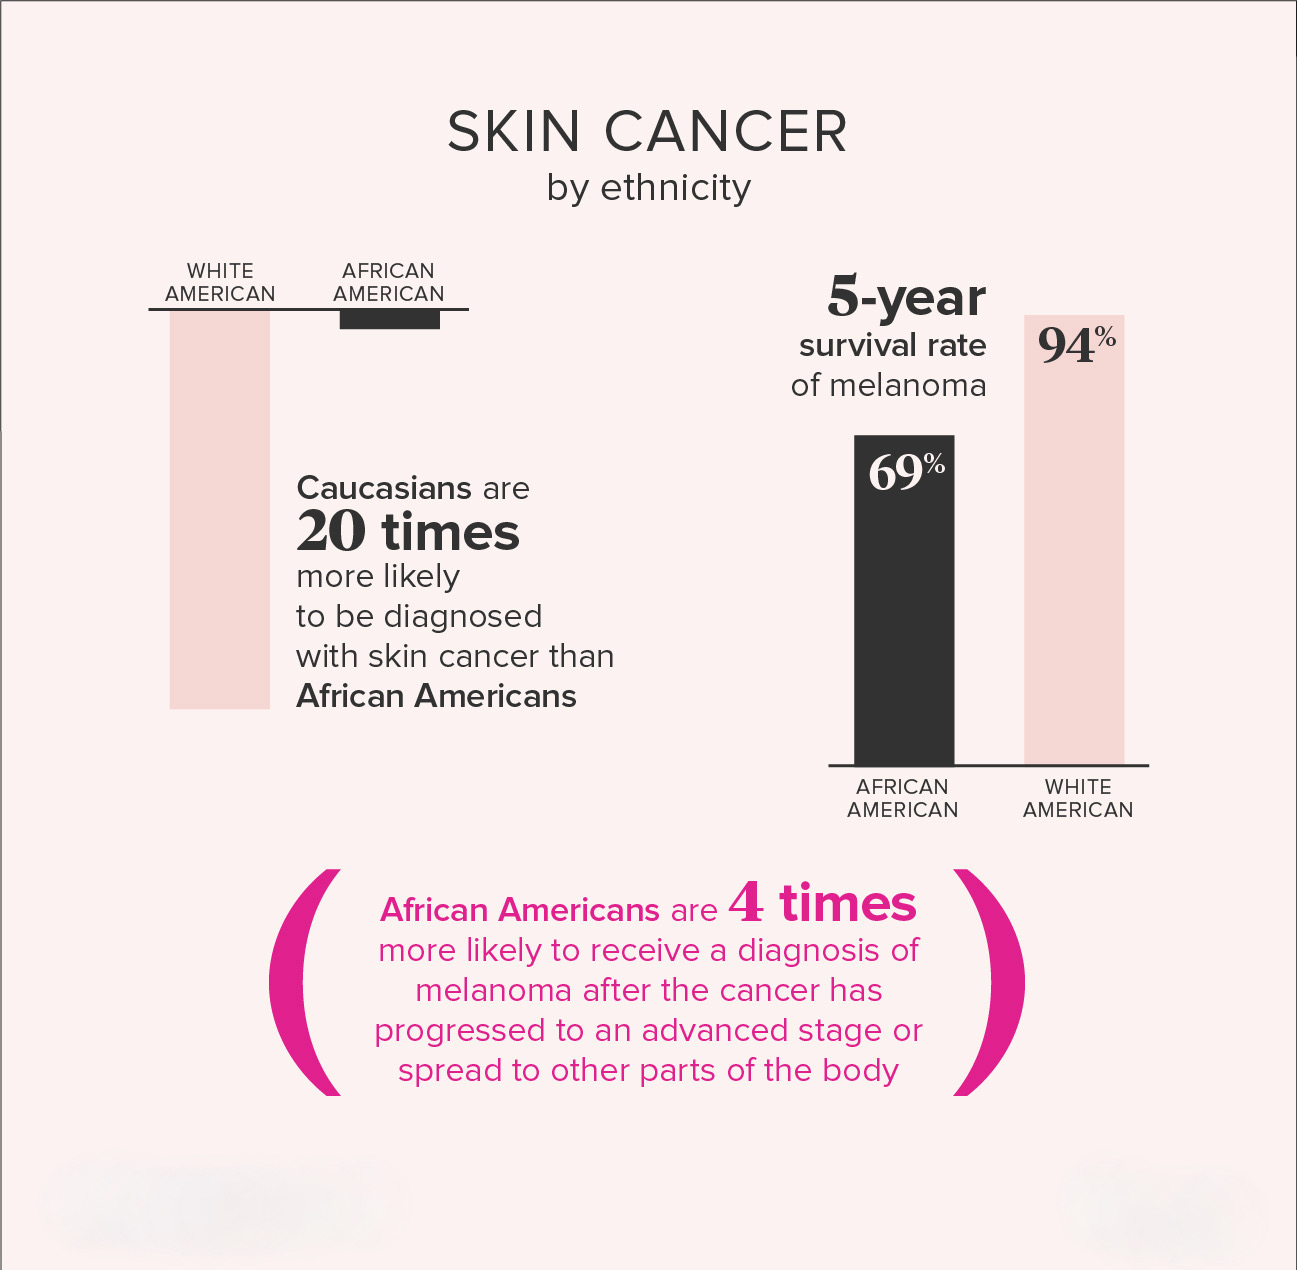 SKIN CANCER
by ethnicity
WHITE
AMERICAN
AFRICAN
AMERICAN
Caucasians are
20 times
more likely
to be diagnosed
with skin cancer than
African Americans
5-year
survival rate
of melanoma
69%
94%
AFRICAN
AMERICAN
WHITE
AMERICAN
African Americans are 4 times
more likely to receive a diagnosis of
melanoma after the cancer has
progressed to an advanced stage or
spread to other parts of the body